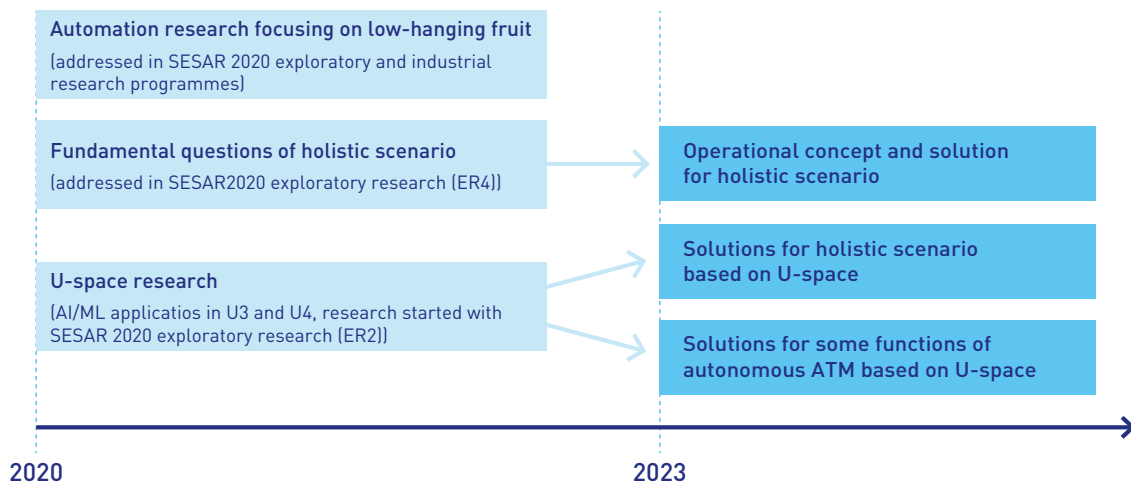 Automation research focusing on low-hanging fruit
(addressed in SESAR 2020 exploratory and industrial
research programmes)
Fundamental questions of holistic scenario
(addressed in SESAR2020 exploratory research (ER4))
U-space research
(AI/ML applicatios in U3 and U4, research started with
SESAR 2020 exploratory research (ER2))
Operational concept and solution
for holistic scenario
Solutions for holistic scenario
based on U-space
Solutions for some functions of
autonomous ATM based on U-space
2020
2023